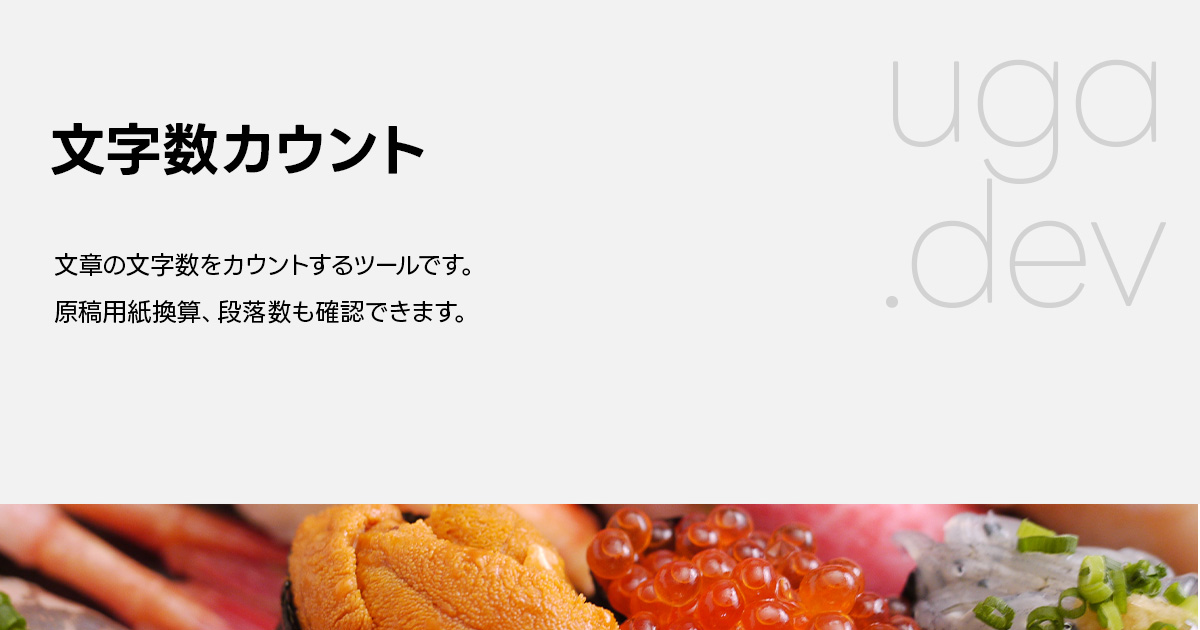 文字数カウント
文章の文字数をカウントするツールです。
原稿用紙換算、段落数も確認できます。
uga
.dev